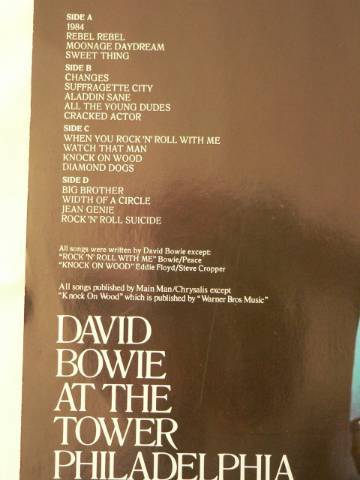 SIDE A
1984
REBEL REBEL
MOONAGE DAYDREAM
SWEET THING
SIDE B
CHANGES
SUFFRAGETTE CITY
ALADDIN SANE
ALL THE YOUNG DUDES
CRACKED ACTOR
SIDE C
WHEN YOU ROCK 'N' ROLL WITH ME
WATCH THAT MAN
KNOCK ON WOOD
DIAMOND DOGS
SIDE D
BIG BROTHER
WIDTH OF A CIRCLE
JEAN GENIE
ROCK 'N' ROLL SUICIDE
All songs were written by David Bowie except:
"ROCK 'N' ROLL WITH ME" Bowie/Peace
"KNOCK ON WOOD" Eddie Floyd/Steve Cropper
All songs published by Main Man/Chrysalis except
"Knock On Wood" which is published by "Warner Bros Music"
DAVID
BOWIE
AT THE
TOWER
PHILADELPHIA